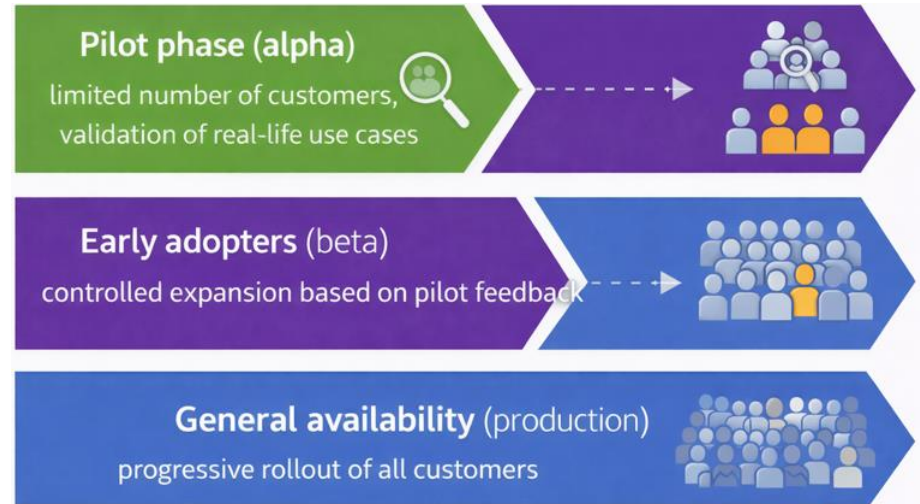 Pilot phase (alpha)
limited number of customers,
validation of real-life use cases
Early adopters (beta)
controlled expansion based on pilot feedback
General availability (production)
progressive rollout of all customers